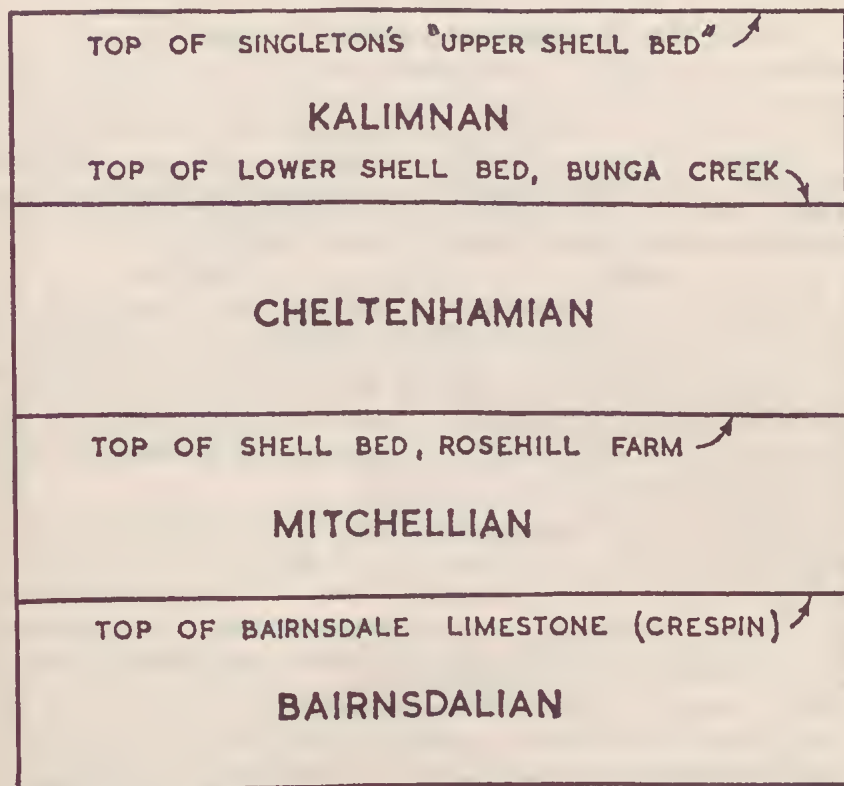 TOP OF SINGLETON'S "UPPER SHELL BED"
KALIMNAN
TOP OF LOWER SHELL BED, BUNGA CREEK
CHELTENHAMIAN
TOP OF SHELL BED, ROSEHILL FARM
MITCHELLIAN
TOP OF BAIRNSDALE LIMESTONE (CRESPIN)
BAIRNSDALIAN